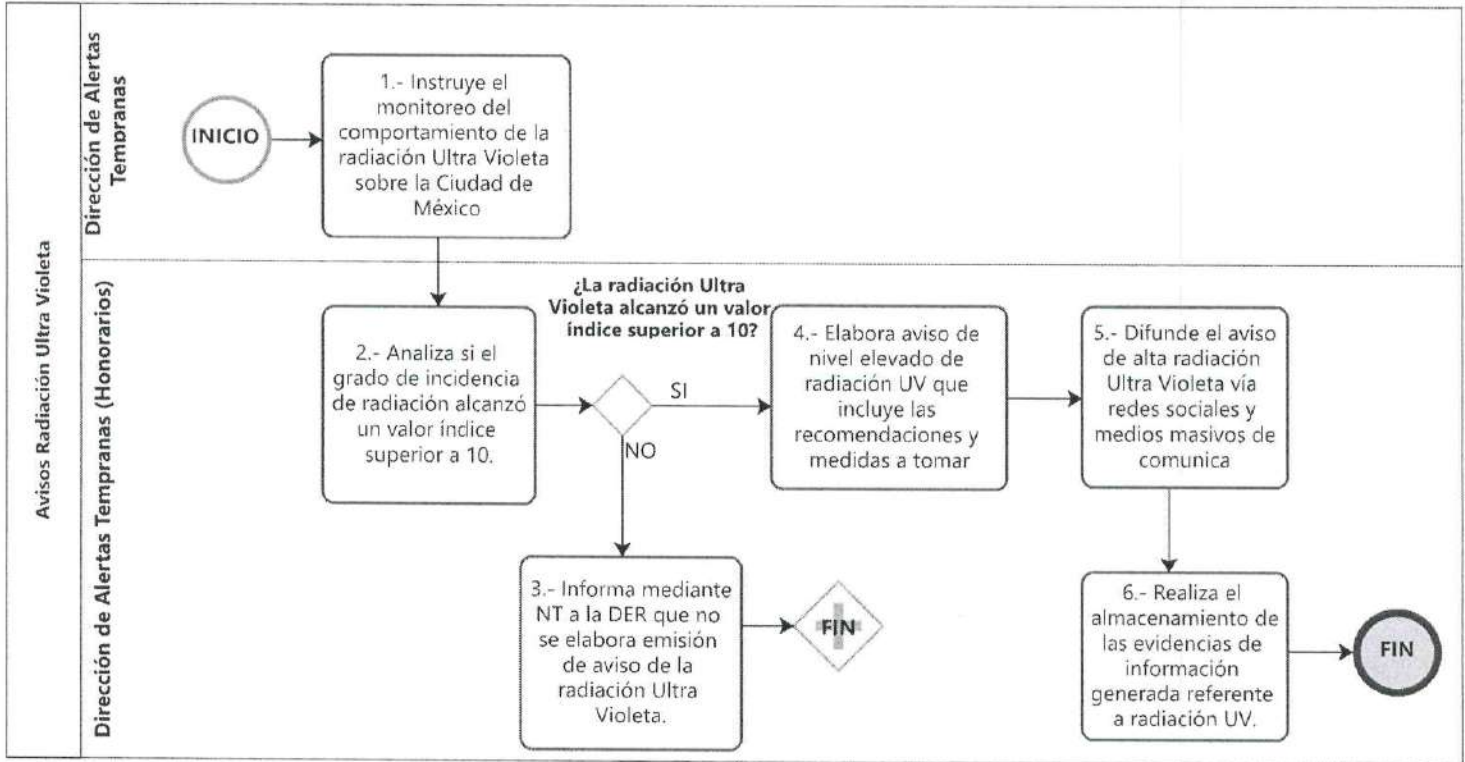 Avisos Radiación Ultra Violeta
Dirección de Alertas
Tempranas
INICIO
1.- Instruye el
monitoreo del
comportamiento de la
radiación Ultra Violeta
sobre la Ciudad de
México
Dirección de Alertas Tempranas (Honorarios)
2.- Analiza si el
grado de incidencia
de radiación alcanzó
un valor índice
superior a 10.
¿La radiación Ultra
Violeta alcanzó un valor
índice superior a 10?
SI
NO
3.- Informa mediante
NT a la DER que no
se elabora emisión
de aviso de la
radiación Ultra
Violeta.
FIN
4.- Elabora aviso de
nivel elevado de
radiación UV que
incluye las
recomendaciones y
medidas a tomar
5.- Difunde el aviso
de alta radiación
Ultra Violeta vía
redes sociales y
medios masivos de
comunica
6.- Realiza el
almacenamiento de
las evidencias de
información
generada referente
a radiación UV.
FIN